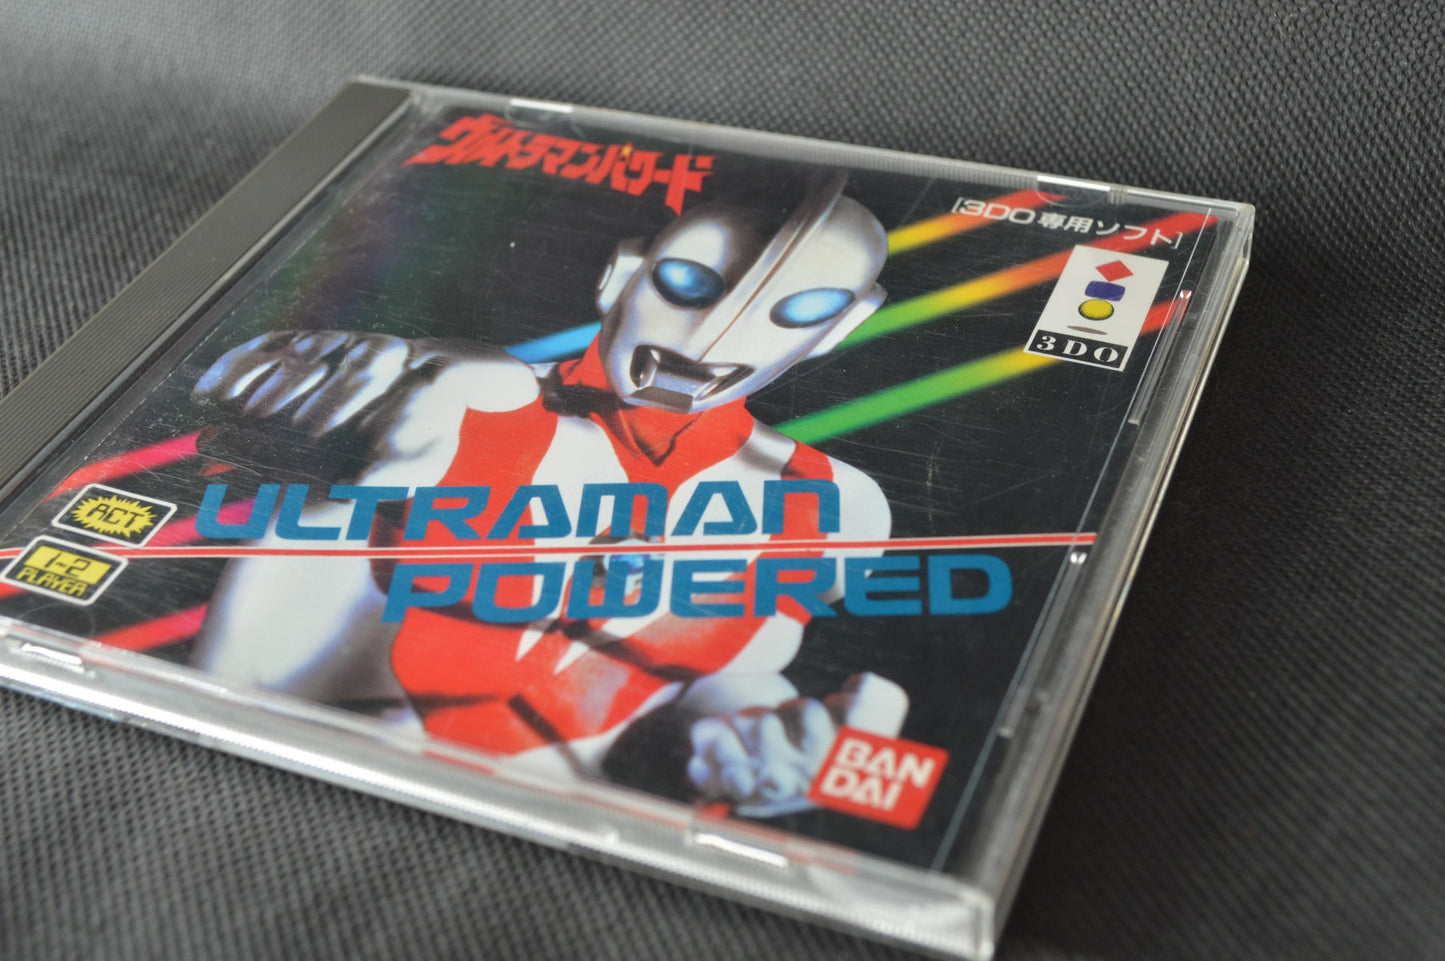 ウルトラマンパワード
[3DO専用ソフト]
3DO
ACT
1~2
PLAYER
ULTRAMAN
POWERED
BAN
DAI